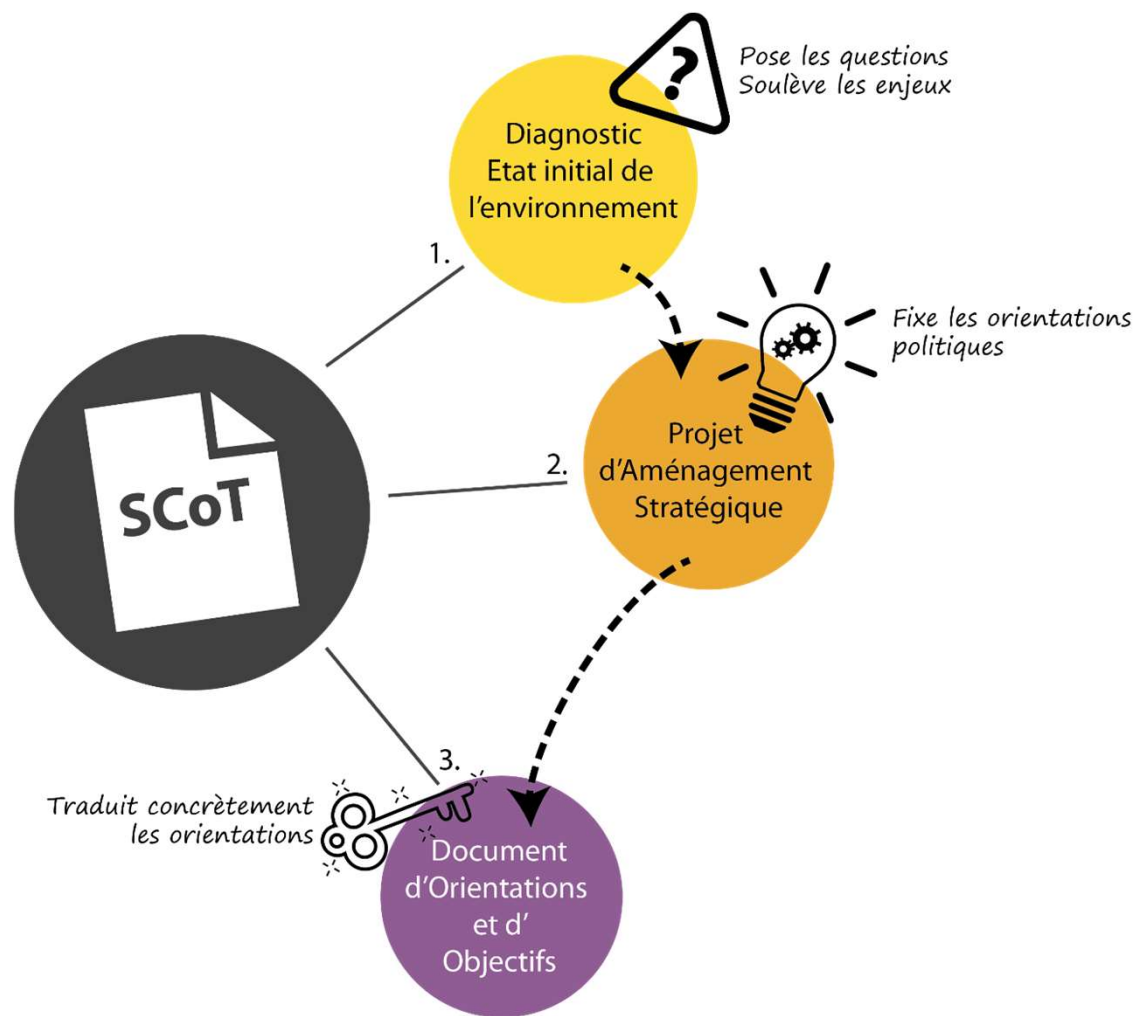 Pose les questions
Soulève les enjeux
Diagnostic
Etat initial de
l'environnement
1.
Fixe les orientations
politiques
Projet
d'Aménagement
Stratégique
2.
SCoT
3.
Traduit concrètement
les orientations
Document
d'Orientations
et d'
Objectifs